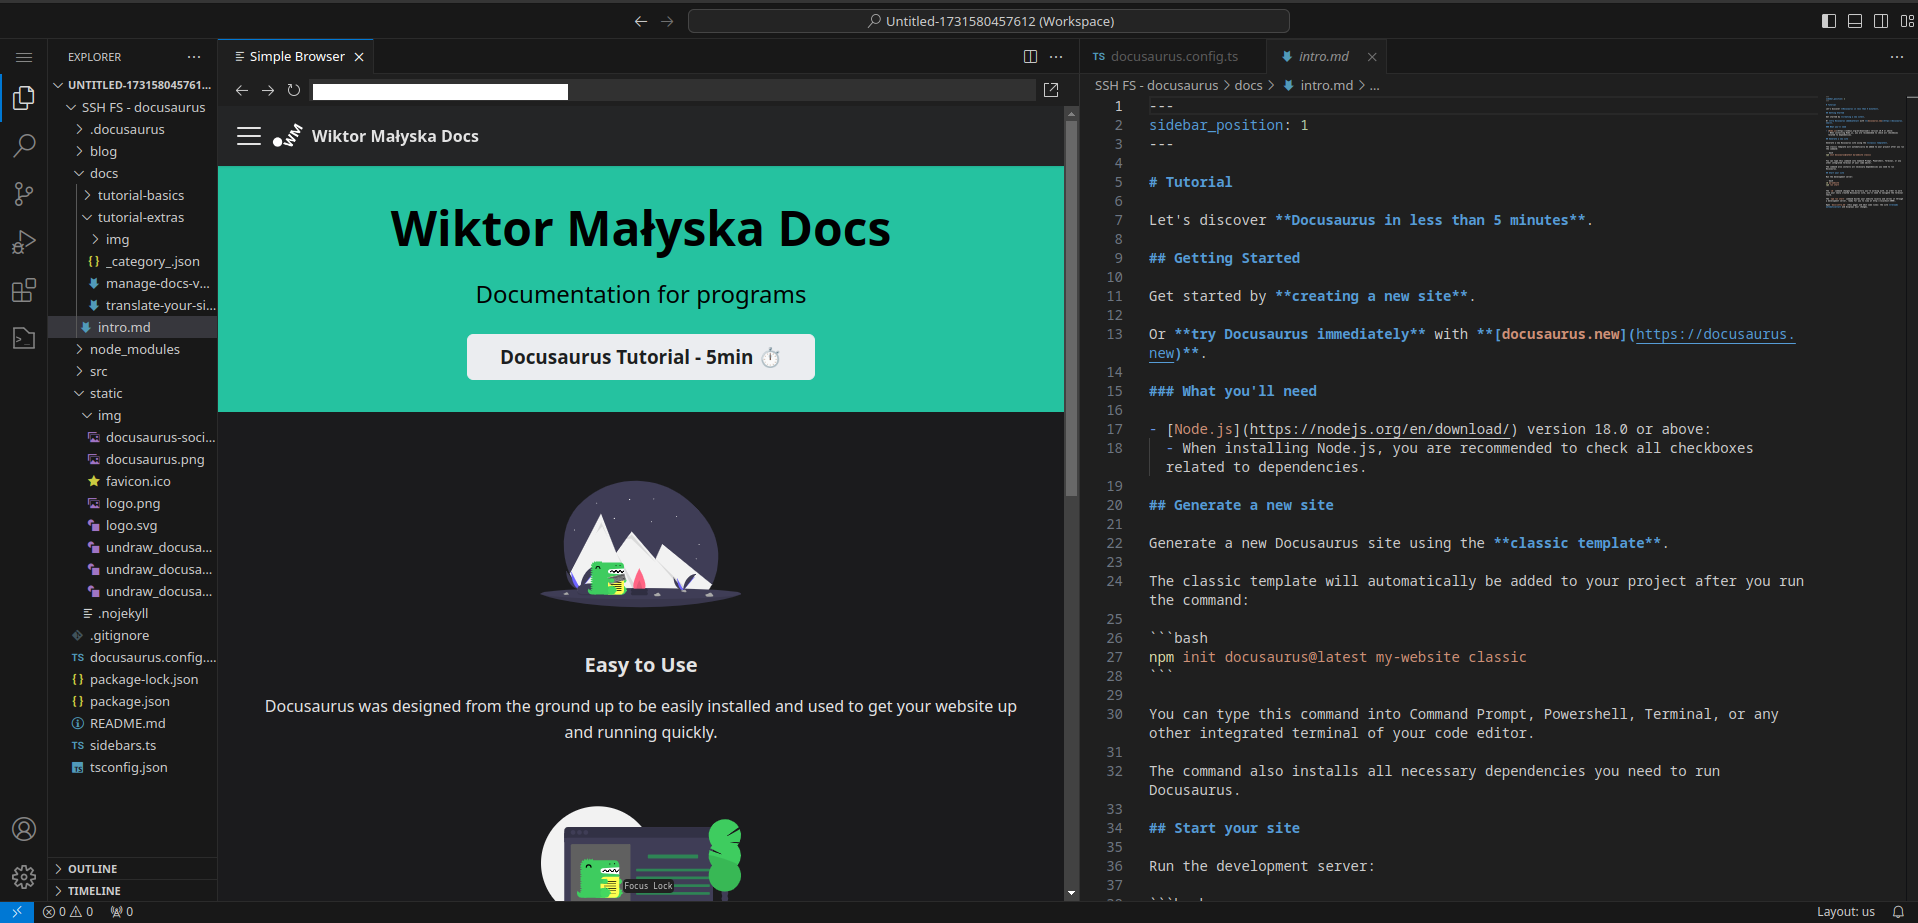 Untitled-1731580457612 (Workspace)
EXPLORER
UNTITLED-173158045761...
SSH FS - docusaurus
.docusaurus
blog
docs
tutorial-basics
tutorial-extras
img
{} _category_.json
manage-docs-v...
translate-your-si...
intro.md
node_modules
src
static
img
docusaurus-soci...
docusaurus.png
favicon.ico
logo.png
logo.svg
undraw_docusa...
undraw_docusa...
undraw_docusa...
.nojekyll
.gitignore
TS docusaurus.config....
{} package-lock.json
{} package.json
README.md
TS sidebars.ts
TS tsconfig.json
OUTLINE
TIMELINE
Simple Browser
Wiktor Małyska Docs
Wiktor Małyska Docs
Documentation for programs
Docusaurus Tutorial - 5min ⏱️
Easy to Use
Docusaurus was designed from the ground up to be easily installed and used to get your website up
and running quickly.
Focus Lock
TS docusaurus.config.ts
intro.md
SSH FS - docusaurus > docs > intro.md > ...
1 ---
2 sidebar_position: 1
3 ---
4
5 # Tutorial
6
7 Let's discover **Docusaurus in less than 5 minutes**.
8
9 ## Getting Started
10
11 Get started by **creating a new site**.
12
13 Or **try Docusaurus immediately** with **[docusaurus.new](https://docusaurus.
new)**.
14
15 ### What you'll need
16
17 - [Node.js](https://nodejs.org/en/download/) version 18.0 or above:
18 - When installing Node.js, you are recommended to check all checkboxes
related to dependencies.
19
20 ## Generate a new site
21
22 Generate a new Docusaurus site using the **classic template**.
23
24 The classic template will automatically be added to your project after you run
the command:
25
26 ```bash
27 npm init docusaurus@latest my-website classic
28 ```
29
30 You can type this command into Command Prompt, Powershell, Terminal, or any
other integrated terminal of your code editor.
31
32 The command also installs all necessary dependencies you need to run
Docusaurus.
33
34 ## Start your site
35
36 Run the development server:
37
0 0 0
Layout: us